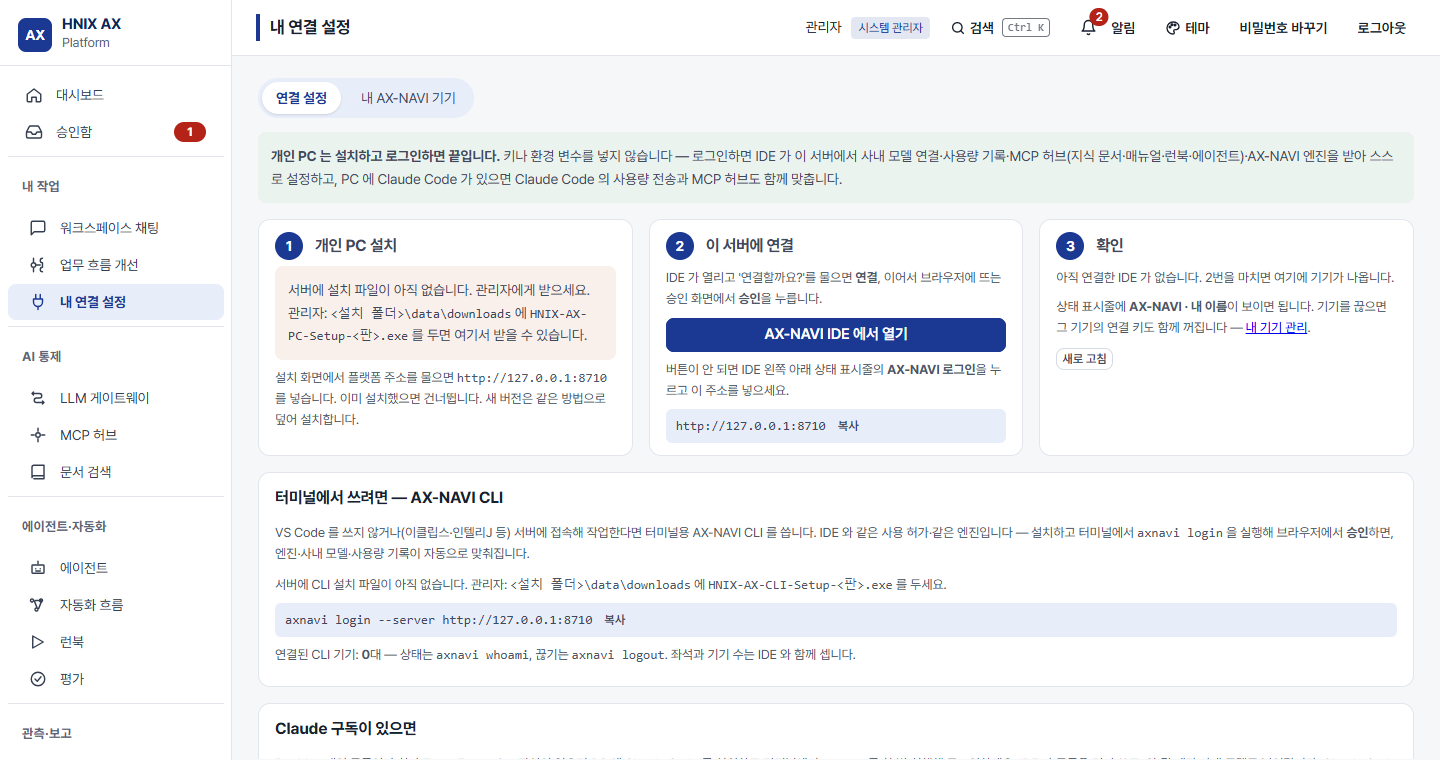 AX
HNIX AX
Platform
대시보드
승인함
1
내 작업
워크스페이스 채팅
업무 흐름 개선
내 연결 설정
AI 통제
LLM 게이트웨이
MCP 허브
문서 검색
에이전트·자동화
에이전트
자동화 흐름
런북
평가
관측·보고
내 연결 설정
관리자
시스템 관리자
검색
Ctrl K
2
알림
테마
비밀번호 바꾸기
로그아웃
연결 설정
내 AX-NAVI 기기
개인 PC 는 설치하고 로그인하면 끝입니다. 키나 환경 변수를 넣지 않습니다 — 로그인하면 IDE 가 이 서버에서 사내 모델 연결·사용량 기록·MCP 허브(지식 문서·매뉴얼·런북·에이전트)·AX-NAVI 엔진을 받아 스스
로 설정하고, PC 에 Claude Code 가 있으면 Claude Code 의 사용량 전송과 MCP 허브도 함께 맞춥니다.
1
개인 PC 설치
서버에 설치 파일이 아직 없습니다. 관리자에게 받으세요.
관리자: <설치 폴더>\data\downloads 에 HNIX-AX-
PC-Setup-<판>.exe 를 두면 여기서 받을 수 있습니다.
설치 화면에서 플랫폼 주소를 물으면 http://127.0.0.1:8710
를 넣습니다. 이미 설치했으면 건너뜁니다. 새 버전은 같은 방법으로
덮어 설치합니다.
2
이 서버에 연결
IDE 가 열리고 '연결할까요?'를 물으면 연결, 이어서 브라우저에 뜨는
승인 화면에서 승인을 누릅니다.
AX-NAVI IDE 에서 열기
버튼이 안 되면 IDE 왼쪽 아래 상태 표시줄의 AX-NAVI 로그인을 누
르고 이 주소를 넣으세요.
http://127.0.0.1:8710 복사
3
확인
아직 연결한 IDE 가 없습니다. 2번을 마치면 여기에 기기가 나옵니다.
상태 표시줄에 AX-NAVI · 내 이름이 보이면 됩니다. 기기를 끊으면
그 기기의 연결 키도 함께 꺼집니다 — 내 기기 관리.
새로 고침
터미널에서 쓰려면 — AX-NAVI CLI
VS Code 를 쓰지 않거나(이클립스·인텔리J 등) 서버에 접속해 작업한다면 터미널용 AX-NAVI CLI 를 씁니다. IDE 와 같은 사용 허가·같은 엔진입니다 — 설치하고 터미널에서 axnavi login 을 실행해 브라우저에서 승인하면,
엔진·사내 모델·사용량 기록이 자동으로 맞춰집니다.
서버에 CLI 설치 파일이 아직 없습니다. 관리자: <설치 폴더>\data\downloads 에 HNIX-AX-CLI-Setup-<판>.exe 를 두세요.
axnavi login --server http://127.0.0.1:8710 복사
연결된 CLI 기기: 0대 — 상태는 axnavi whoami, 끊기는 axnavi logout. 좌석과 기기 수는 IDE 와 함께 셉니다.
Claude 구독이 있으면